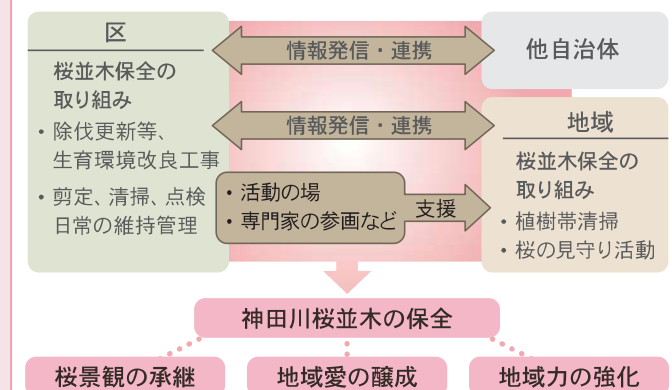 区
桜並木保全の
取り組み
・除伐更新等、
生育環境改良工事
・剪定、清掃、点検
日常の維持管理
情報発信・連携
他自治体
情報発信・連携
・活動の場
・専門家の参画など
支援
地域
桜並木保全の
取り組み
・植樹帯清掃
・桜の見守り活動
神田川桜並木の保全
桜景観の承継
地域愛の醸成
地域力の強化